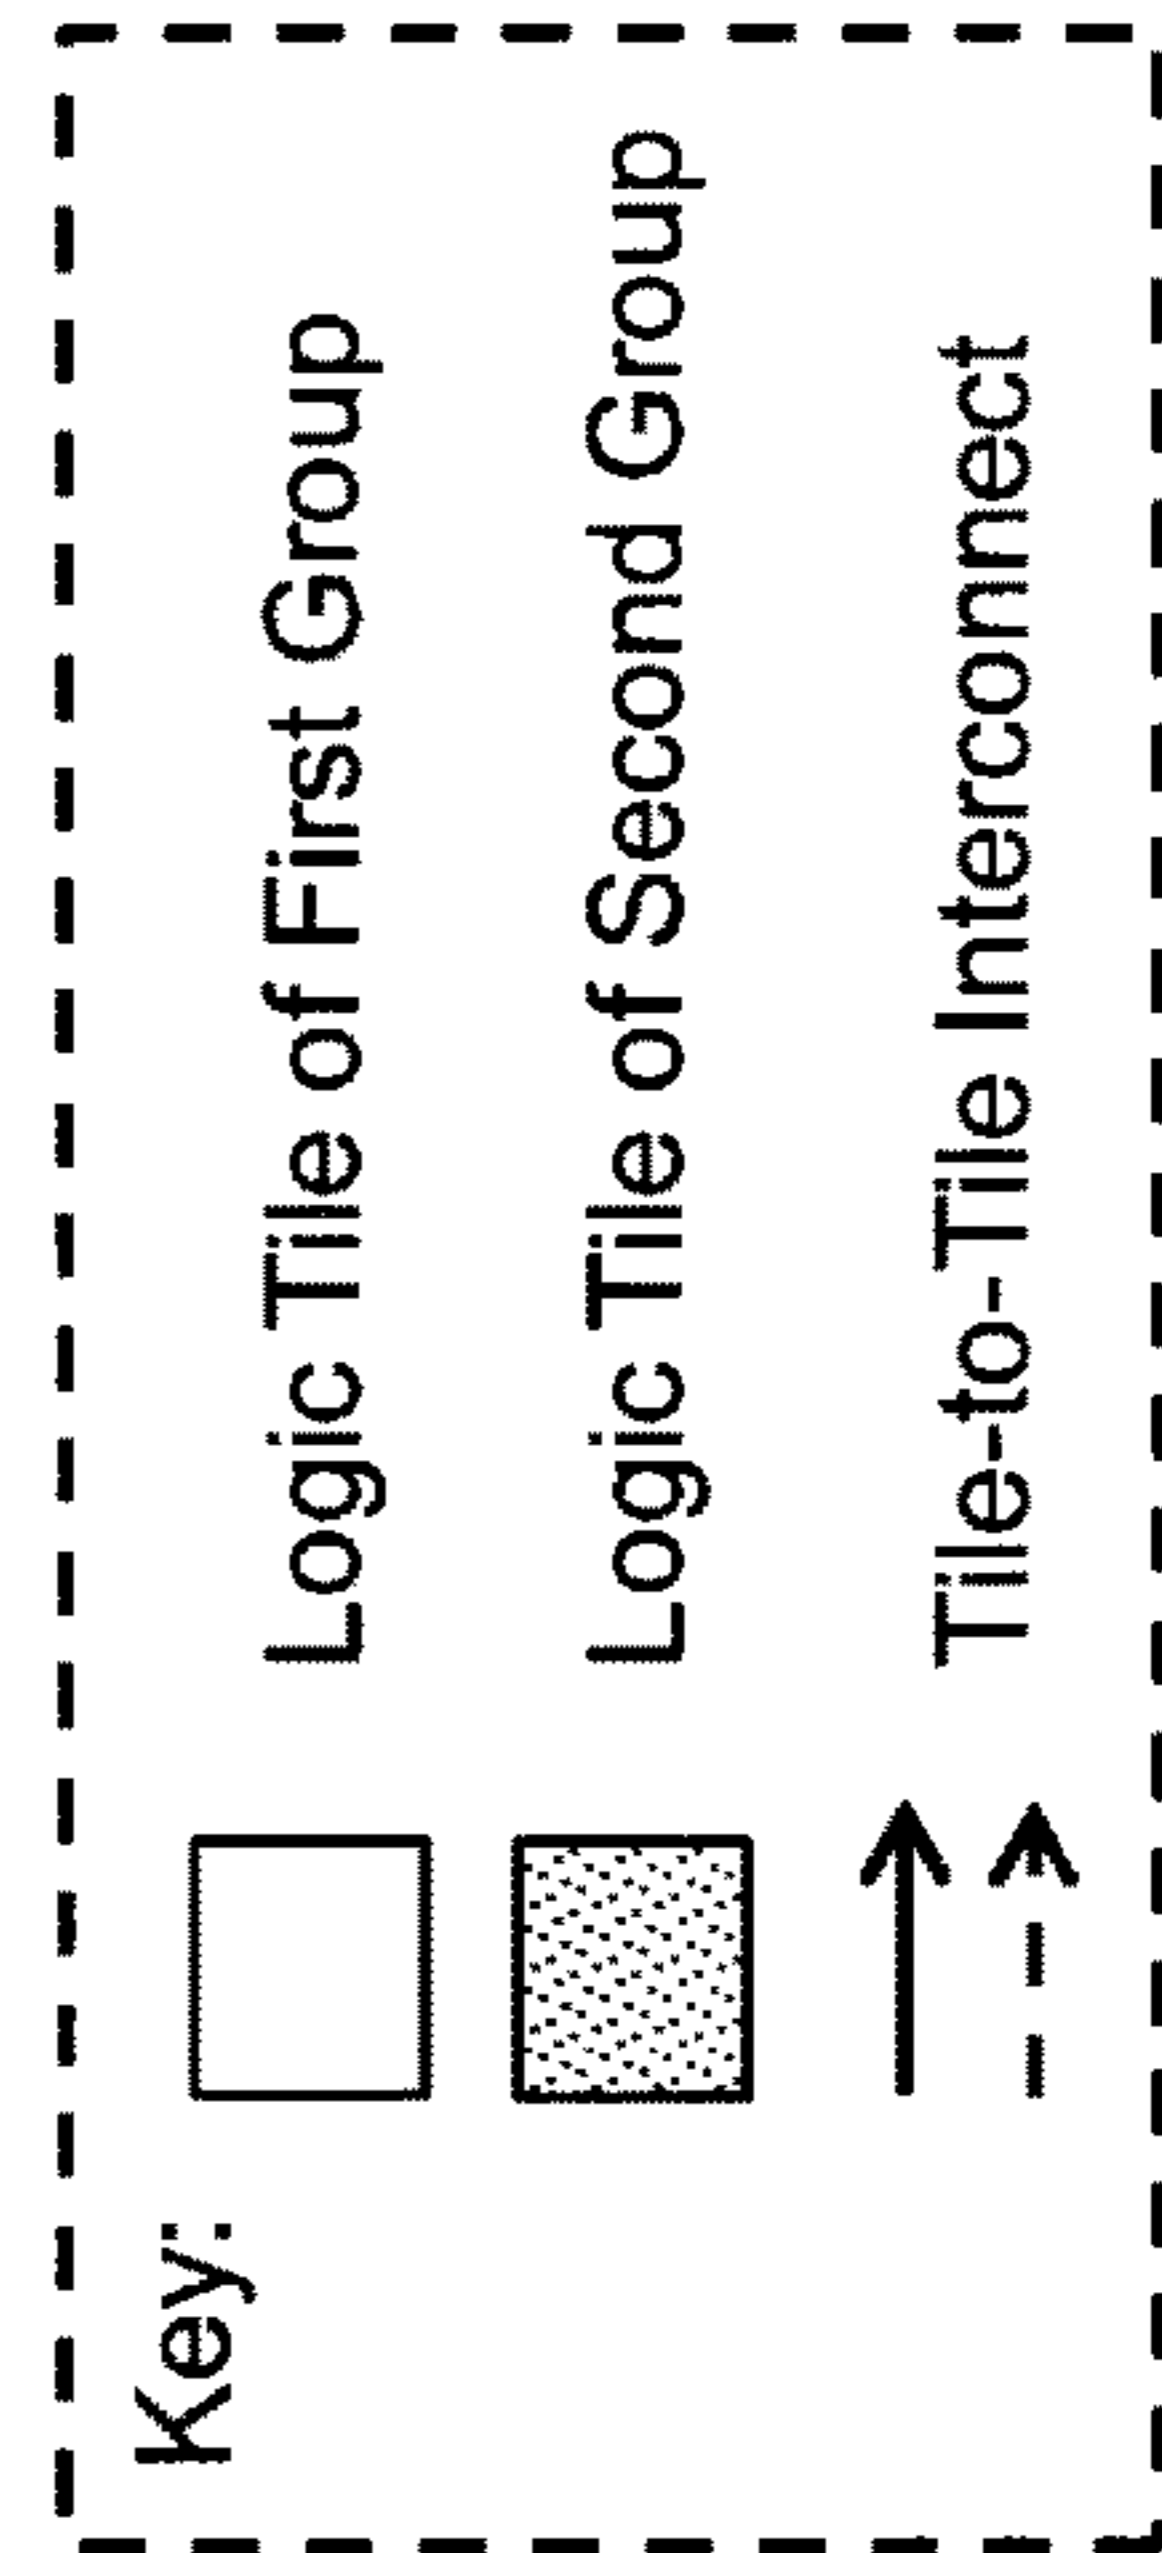 Key:
Logic Tile of First Group
Logic Tile of Second Group
Tile-to-Tile Interconnect